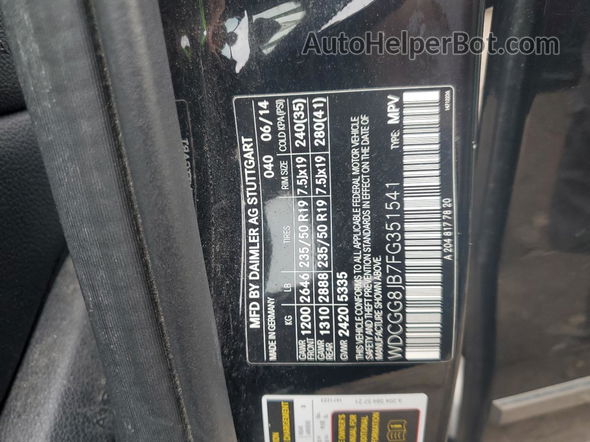 AutoHelperBot.com
MFD BY DAIMLER AG STUTTGART
MADE IN GERMANY 040 06/14
KG LB TIRES RIM SIZE COLD KPA(PSI)
GAWR 1200 2646 235/50 R19 7.5Jx19 240(35)
GAWR REAR 1310 2888 235/50 R19 7.5Jx19 280(41)
GVWR 2420 5335
THIS VEHICLE CONFORMS TO ALL APPLICABLE FEDERAL MOTOR VEHICLE
SAFETY AND THEFT PREVENTION STANDARDS IN EFFECT ON THE DATE OF
MANUFACTURE SHOWN ABOVE
WDCGG8JB7FG351541 TYPE: MPV
A 204 817 78 20